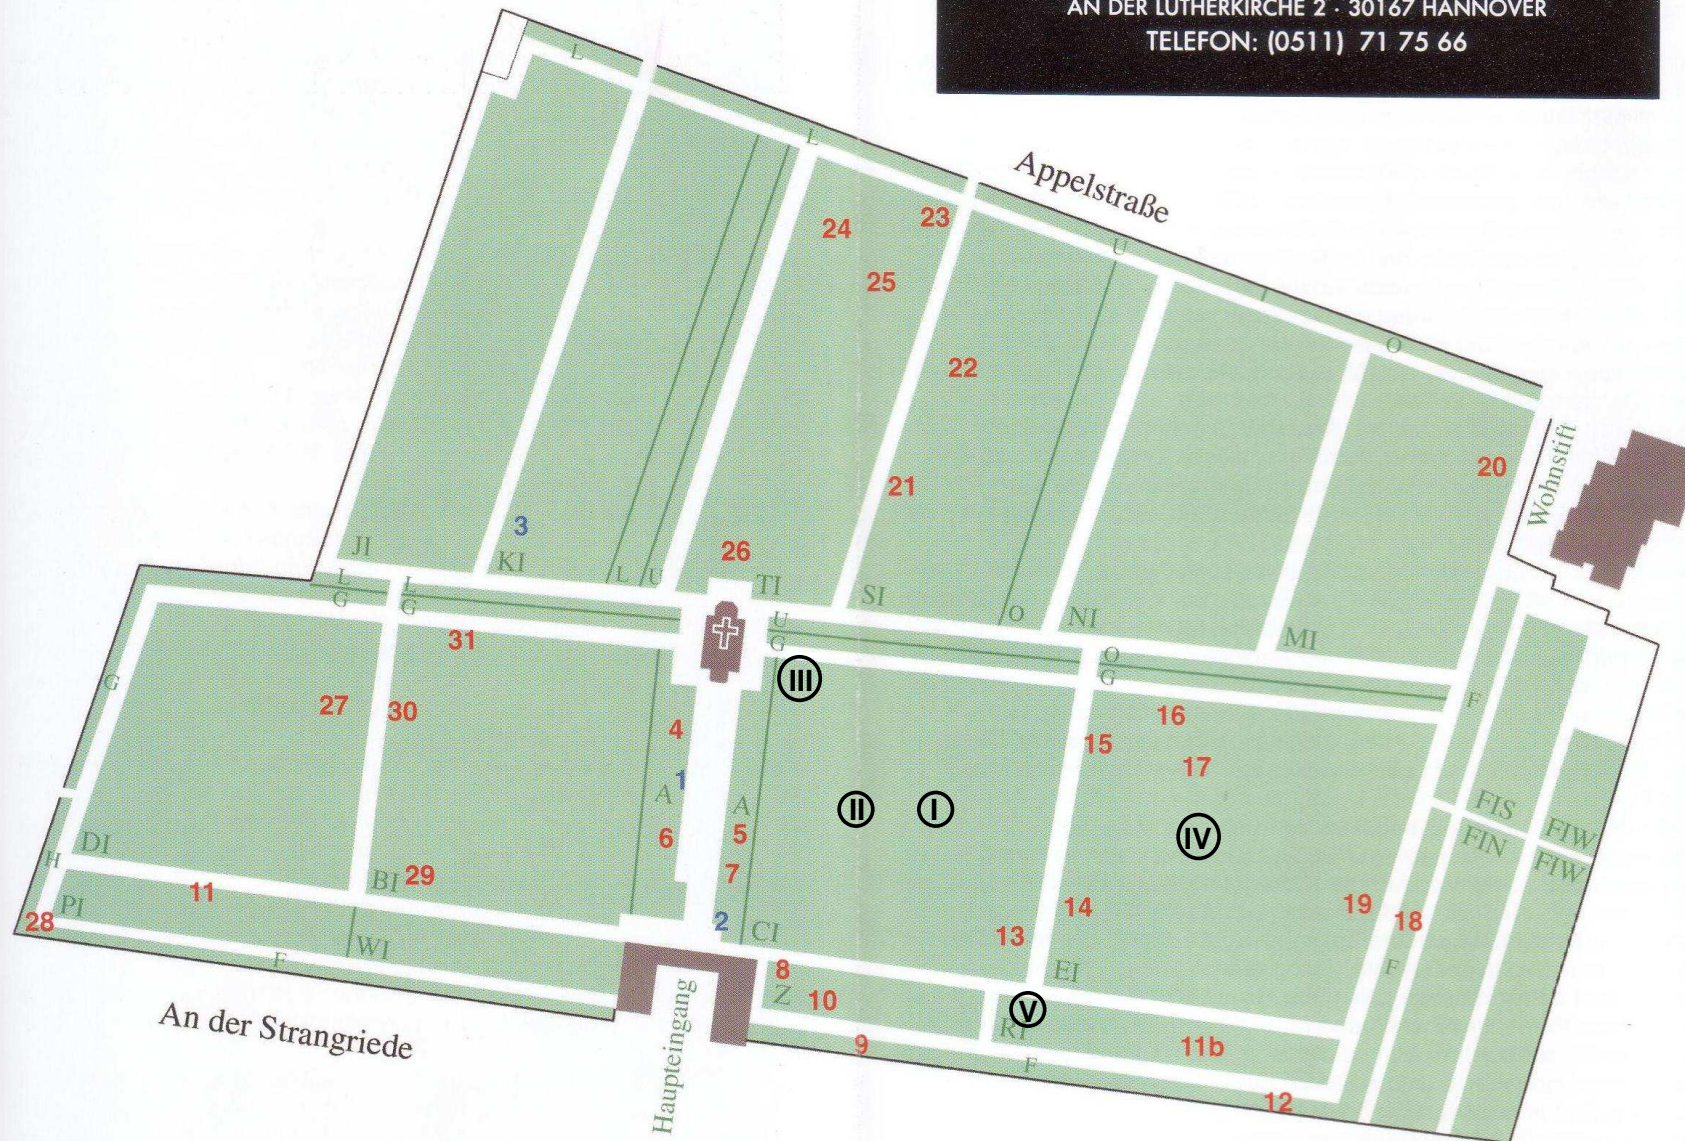 AN DER LUTHERKIRCHE 2 · 30167 HANNOVER
TELEFON: (0511) 71 75 66
L
L
Appelstraße
24
23
25
U
I
O
22
20
Wohnstift
21
3
26
JI
KI
L
U
TI
SI
O
NI
MI
L
G
L
G
31
U
G
O
G
F
III
G
27
30
4
16
15
17
1
A
A
II
I
IV
6
5
FIS
FIW
FIN
FIW
DI
H
11
BI
29
7
14
19
18
PI
28
2
CI
13
WI
F
8
Z
10
EI
F
V
RI
9
11b
F
12
An der Strangriede
Haupteingang